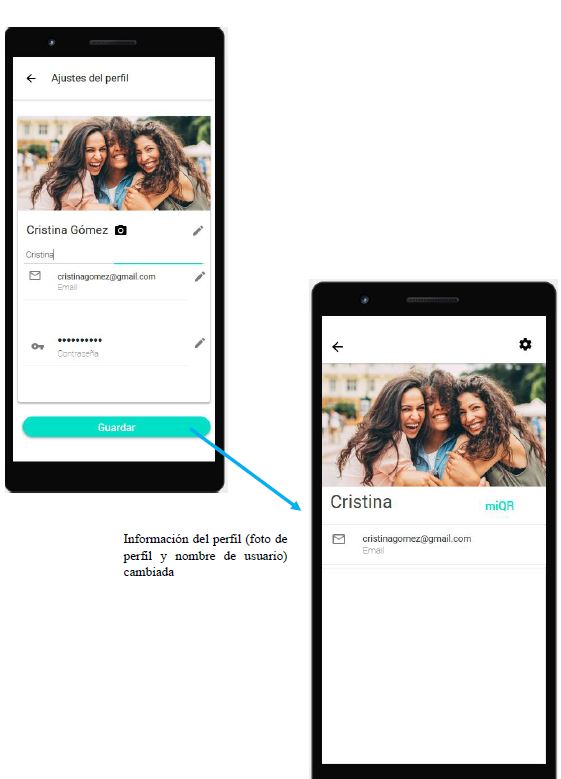 Ajustes del perfil
Cristina Gómez
Cristina
cristinagomez@gmail.com
Email
••••••••••
Contraseña
Guardar
Información del perfil (foto de
perfil y nombre de usuario)
cambiada
Cristina
miQR
cristinagomez@gmail.com
Email